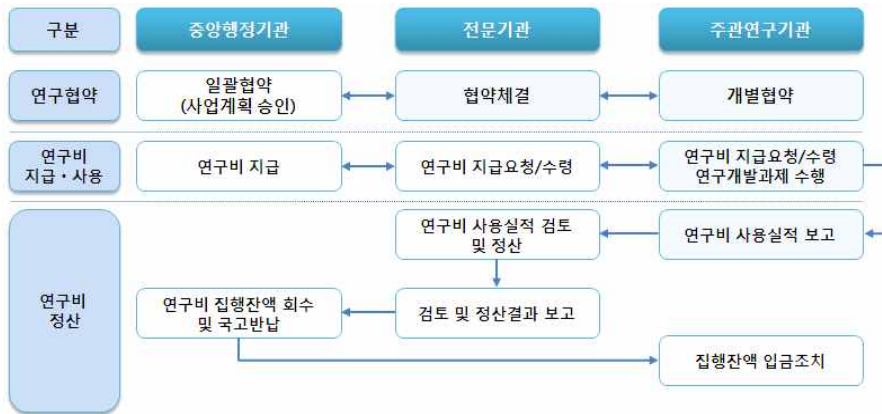 구분
중앙행정기관
전문기관
주관연구기관
연구협약
일괄협약
(사업계획 승인)
협약체결
개별협약
연구비
지급·사용
연구비 지급
연구비 지급요청/수령
연구비 지급요청/수령
연구개발과제 수행
연구비
정산
연구비 사용실적 검토
및 정산
연구비 사용실적 보고
연구비 집행잔액 회수
및 국고반납
검토 및 정산결과 보고
집행잔액 입금조치